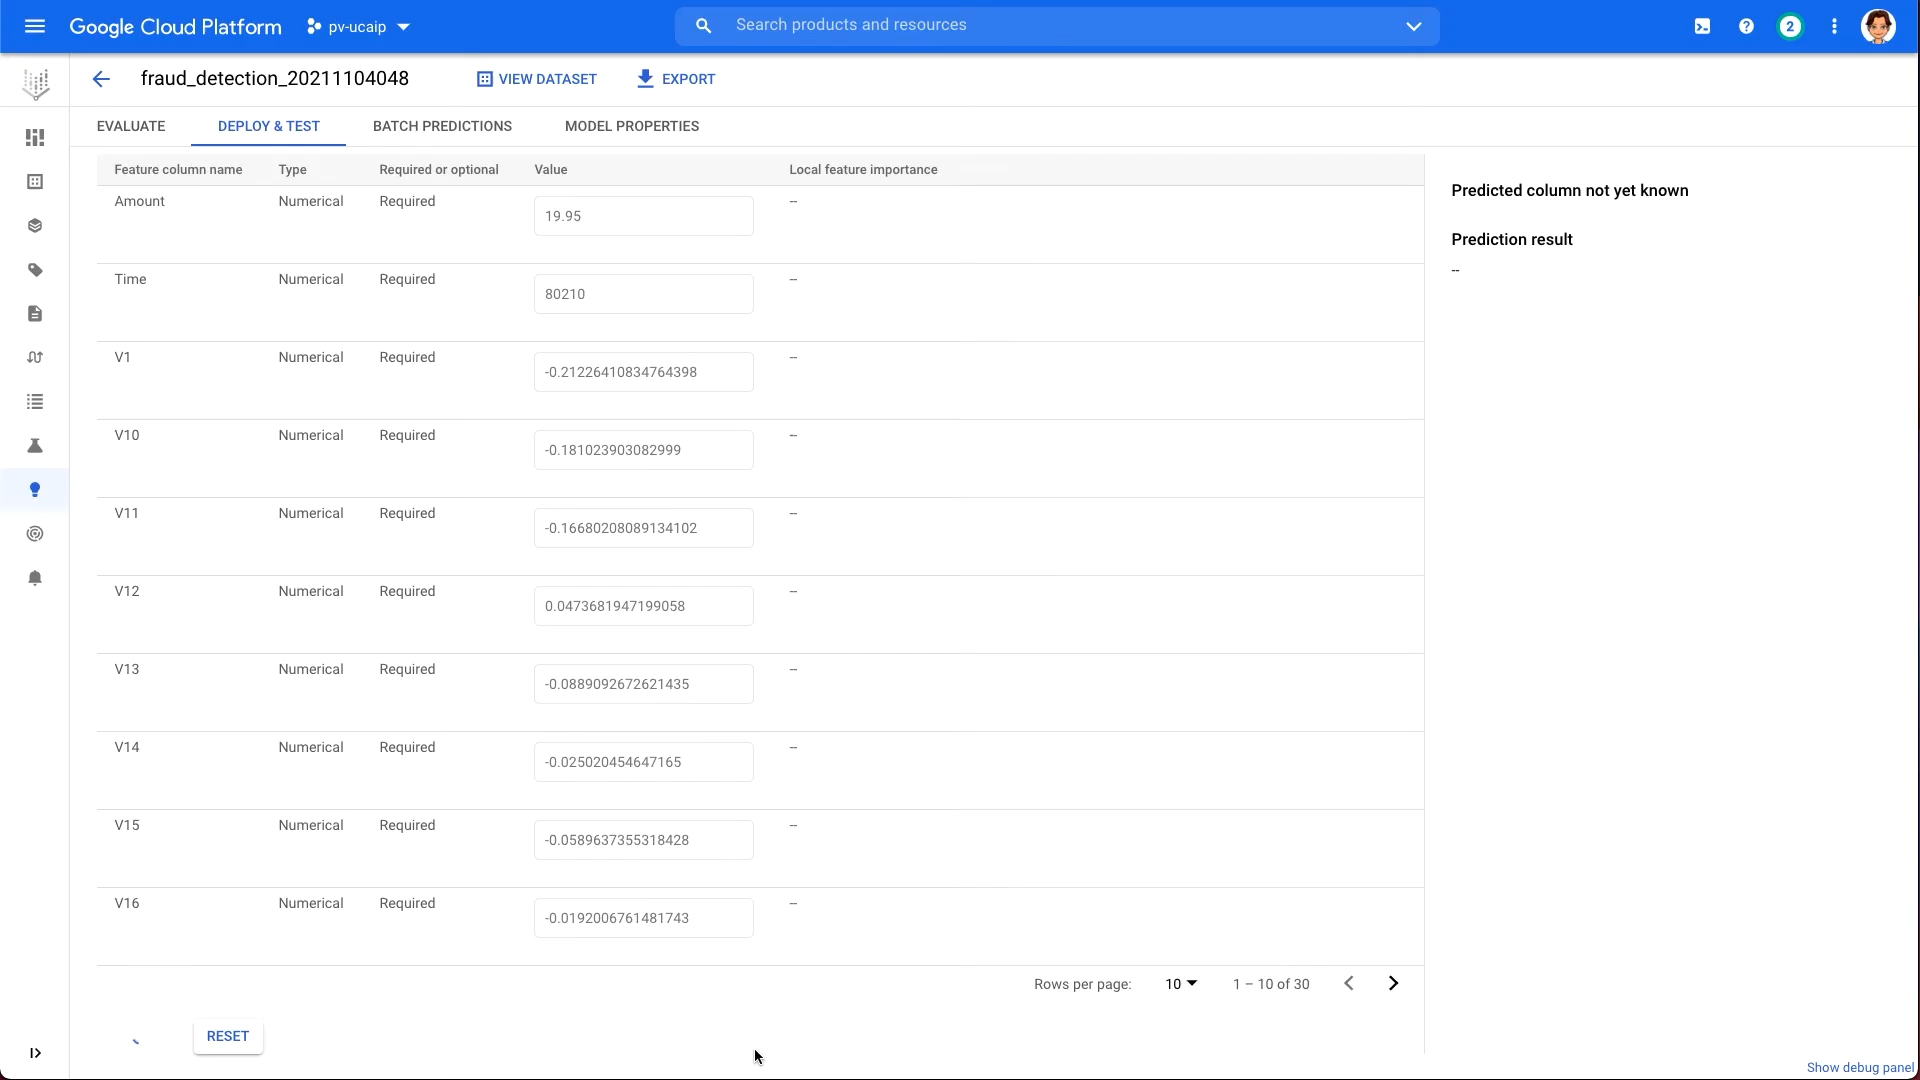 Google Cloud Platform pv-ucaip Search products and resources 2
fraud_detection_20211104048 VIEW DATASET EXPORT
EVALUATE DEPLOY & TEST BATCH PREDICTIONS MODEL PROPERTIES
Feature column name Type Required or optional Value Local feature importance
Amount Numerical Required 19.95 --
Time Numerical Required 80210 --
V1 Numerical Required -0.21226410834764398 --
V10 Numerical Required -0.181023903082999 --
V11 Numerical Required -0.16680208089134102 --
V12 Numerical Required 0.0473681947199058 --
V13 Numerical Required -0.0889092672621435 --
V14 Numerical Required -0.025020454647165 --
V15 Numerical Required -0.0589637355318428 --
V16 Numerical Required -0.0192006761481743 --
Rows per page: 10 1 – 10 of 30
RESET
Predicted column not yet known
Prediction result
--
Show debug panel